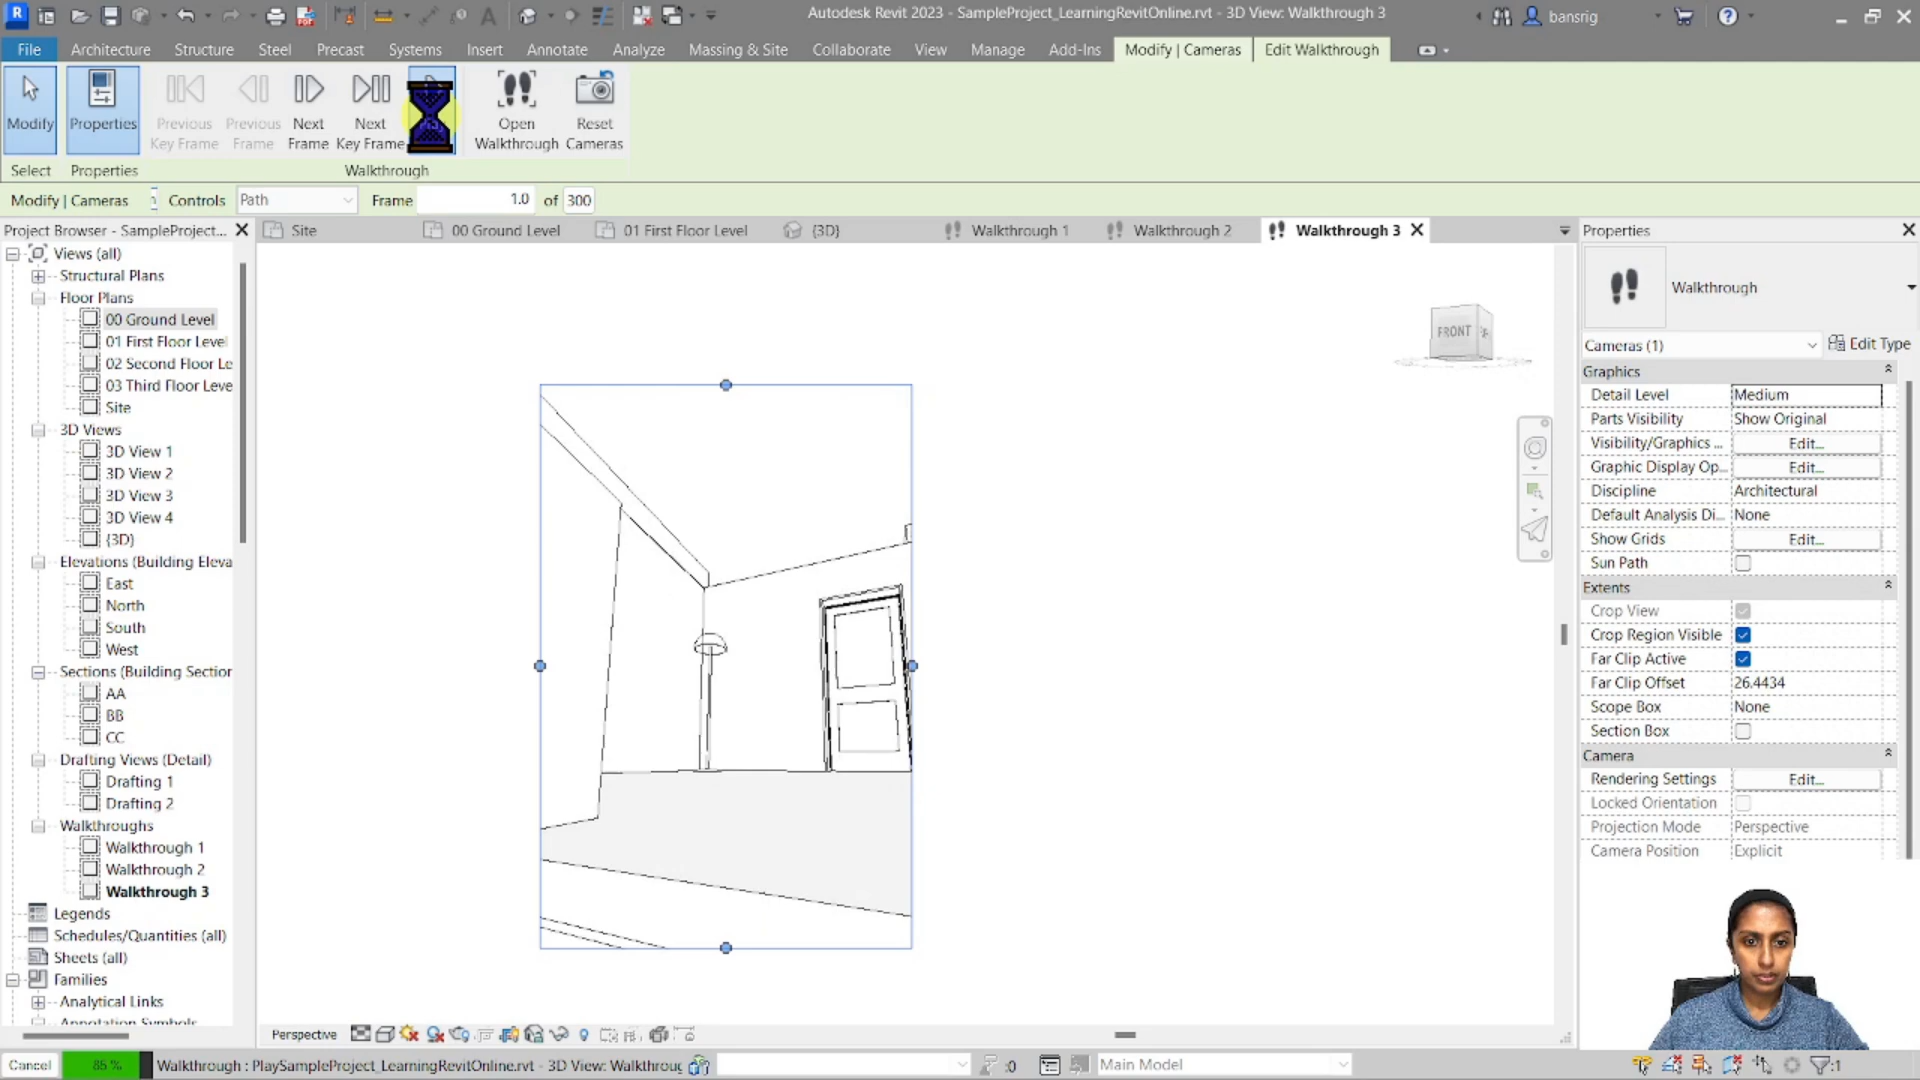 Autodesk Revit 2023 - SampleProject_LearningRevitOnline.rvt - 3D View: Walkthrough 3
bansrig
File Architecture Structure Steel Precast Systems Insert Annotate Analyze Massing & Site Collaborate View Manage Add-Ins Modify | Cameras Edit Walkthrough
Modify
Properties
Previous Key Frame
Previous Frame
Next Frame
Next Key Frame
Open Walkthrough
Reset Cameras
Select Properties Walkthrough
Modify | Cameras Controls Path Frame 1.0 of 300
Project Browser - SampleProject...
Site 00 Ground Level 01 First Floor Level {3D} Walkthrough 1 Walkthrough 2 Walkthrough 3
Views (all)
Structural Plans
Floor Plans
00 Ground Level
01 First Floor Level
02 Second Floor Le
03 Third Floor Leve
Site
3D Views
3D View 1
3D View 2
3D View 3
3D View 4
{3D}
Elevations (Building Eleva
East
North
South
West
Sections (Building Section
AA
BB
CC
Drafting Views (Detail)
Drafting 1
Drafting 2
Walkthroughs
Walkthrough 1
Walkthrough 2
Walkthrough 3
Legends
Schedules/Quantities (all)
Sheets (all)
Families
Analytical Links
Annotation Symbols
FRONT
Properties
Walkthrough
Cameras (1) Edit Type
Graphics
Detail Level Medium
Parts Visibility Show Original
Visibility/Graphics ... Edit...
Graphic Display Op... Edit...
Discipline Architectural
Default Analysis Di... None
Show Grids Edit...
Sun Path
Extents
Crop View
Crop Region Visible
Far Clip Active
Far Clip Offset 26.4434
Scope Box None
Section Box
Camera
Rendering Settings Edit...
Locked Orientation
Projection Mode Perspective
Camera Position Explicit
Perspective
Cancel 85 % Walkthrough : PlaySampleProject_LearningRevitOnline.rvt - 3D View: Walkthroug :0 Main Model :1